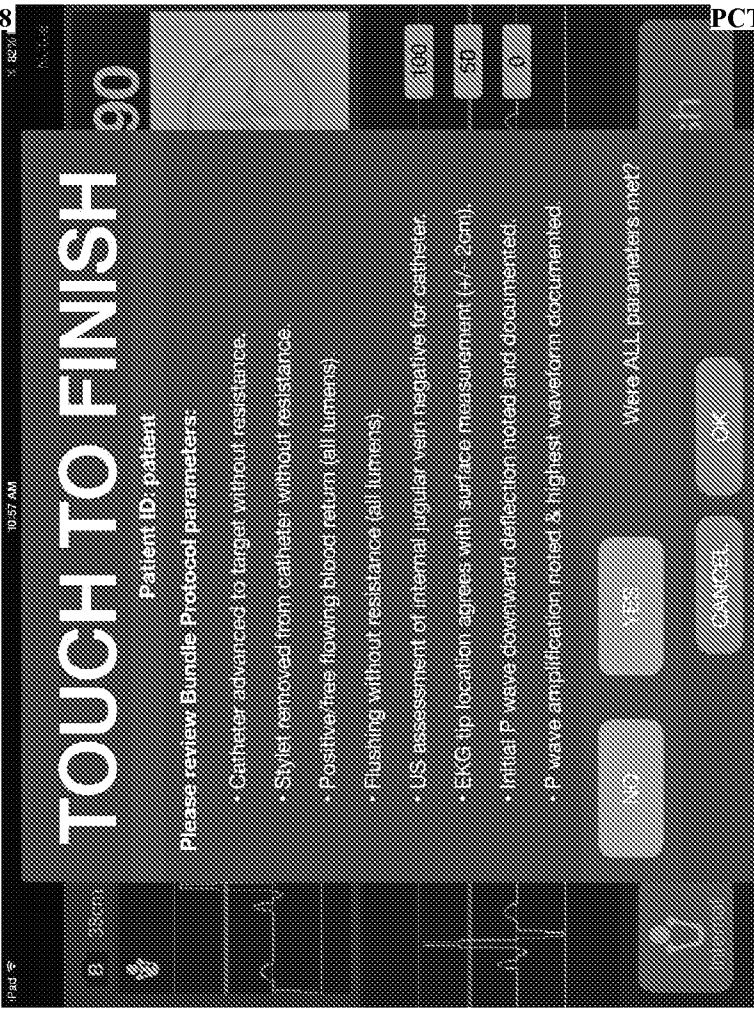 8
PCT
iPad
10:57 AM
82%
90
TOUCH TO FINISH
Patient ID: patient
Please review Bundle Protocol parameters:
• Catheter advanced to target without resistance.
• Stylet removed from catheter without resistance.
• Positive/free flowing blood return (all lumens)
• Flushing without resistance (all lumens).
• US assessment of internal jugular vein negative for catheter.
• EKG tip location agrees with surface measurement (+/- 2cm).
• Initial P wave downward deflection noted and documented.
• P wave amplification noted & highest waveform documented.
Were ALL parameters met?
NO
YES
CANCEL
OK
100
50
0